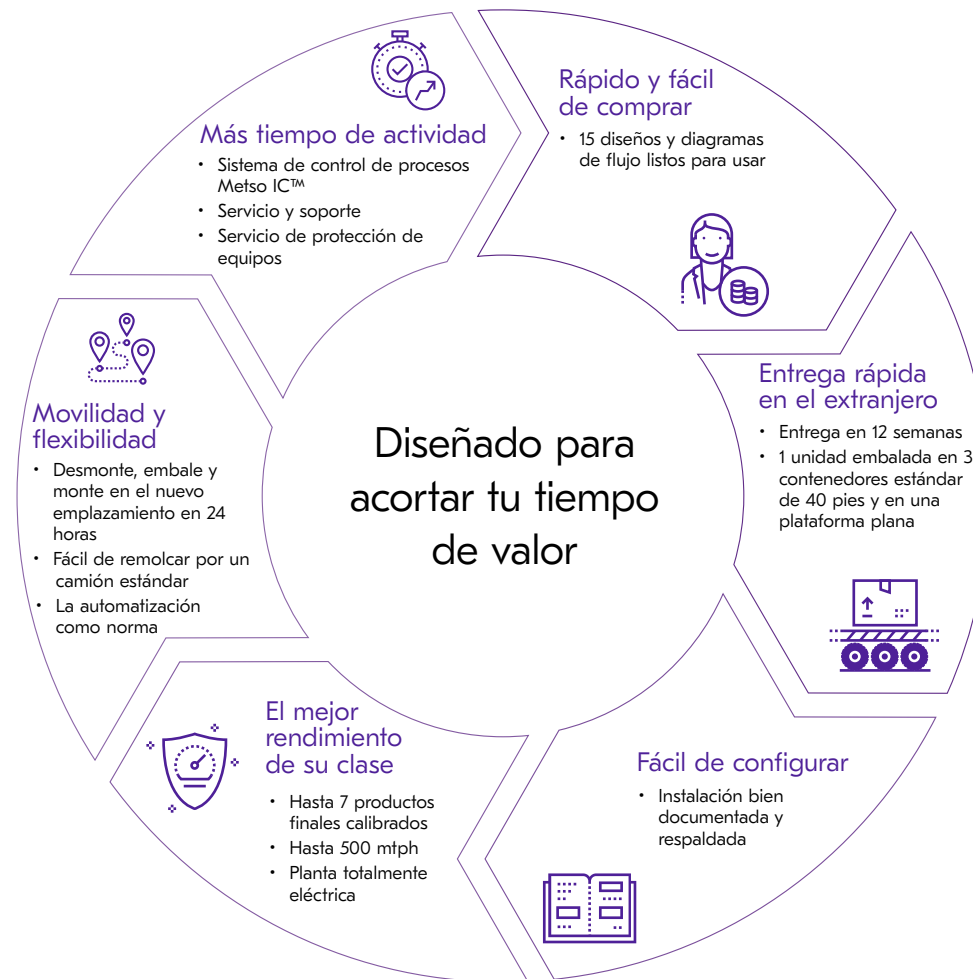 Más tiempo de actividad
• Sistema de control de procesos
Metso IC™
• Servicio y soporte
• Servicio de protección de
equipos
Rápido y fácil
de comprar
• 15 diseños y diagramas
de flujo listos para usar
Entrega rápida
en el extranjero
• Entrega en 12 semanas
• 1 unidad embalada en 3
contenedores estándar
de 40 pies y en una
plataforma plana
Fácil de configurar
• Instalación bien
documentada y
respaldada
El mejor
rendimiento
de su clase
• Hasta 7 productos
finales calibrados
• Hasta 500 mtph
• Planta totalmente
eléctrica
Movilidad y
flexibilidad
• Desmonte, embale y
monte en el nuevo
emplazamiento en 24
horas
• Fácil de remolcar por un
camión estándar
• La automatización
como norma
Diseñado para
acortar tu tiempo
de valor